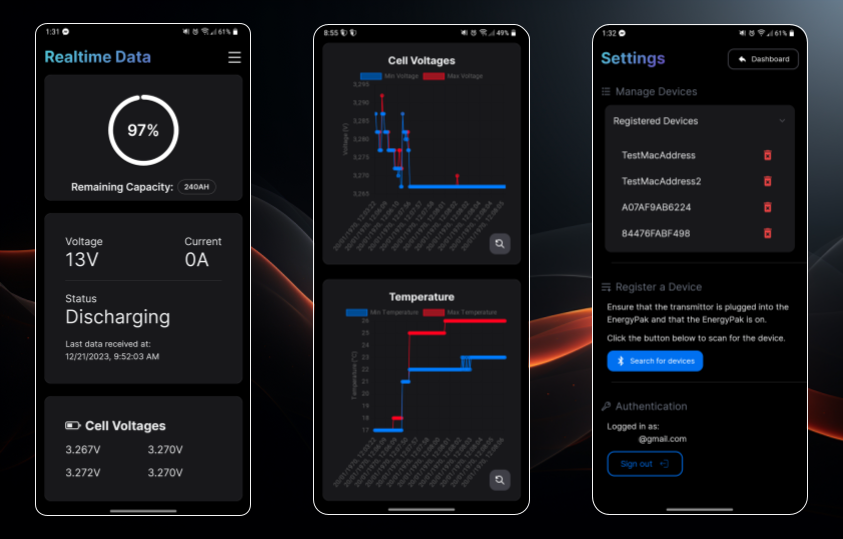 1:31
61%
Realtime Data
97%
Remaining Capacity: 240AH
Voltage Current
13V 0A
Status
Discharging
Last data received at:
12/21/2023, 9:52:03 AM
Cell Voltages
3.267V 3.270V
3.272V 3.270V
8:55
49%
Cell Voltages
Min Voltage Max Voltage
3,295
3,290
3,285
3,280
3,275
3,270
3,265
Voltage (V)
Temperature
Min Temperature Max Temperature
26
25
24
23
22
21
20
19
18
17
Temperature (°C)
1:32
61%
Settings
Dashboard
Manage Devices
Registered Devices
TestMacAddress
TestMacAddress2
A07AF9AB6224
84476FABF498
Register a Device
Ensure that the transmittor is plugged into the
EnergyPak and that the EnergyPak is on.
Click the button below to scan for the device.
Search for devices
Authentication
Logged in as:
@gmail.com
Sign out